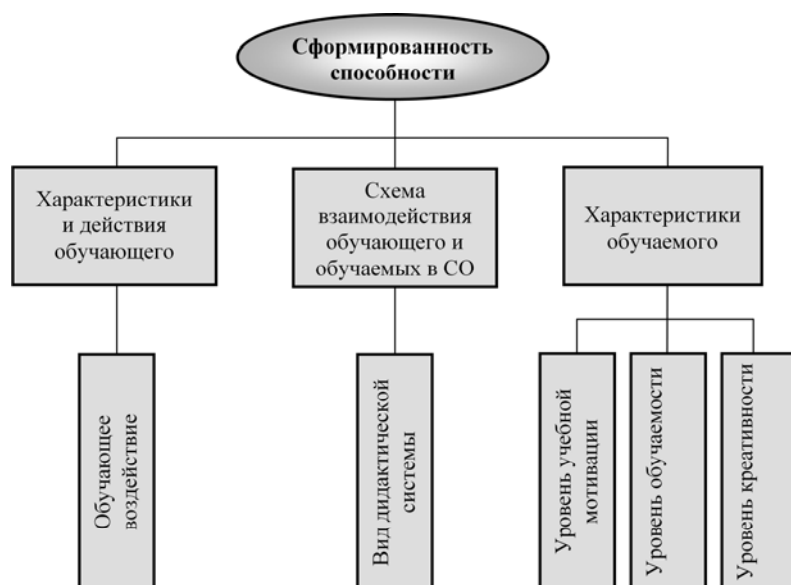 Сформированность
способности
Характеристики
и действия
обучающего
Схема
взаимодействия
обучающего и
обучаемых в СО
Характеристики
обучаемого
Обучающее
воздействие
Вид дидактической
системы
Уровень учебной
мотивации
Уровень обучаемости
Уровень креативности